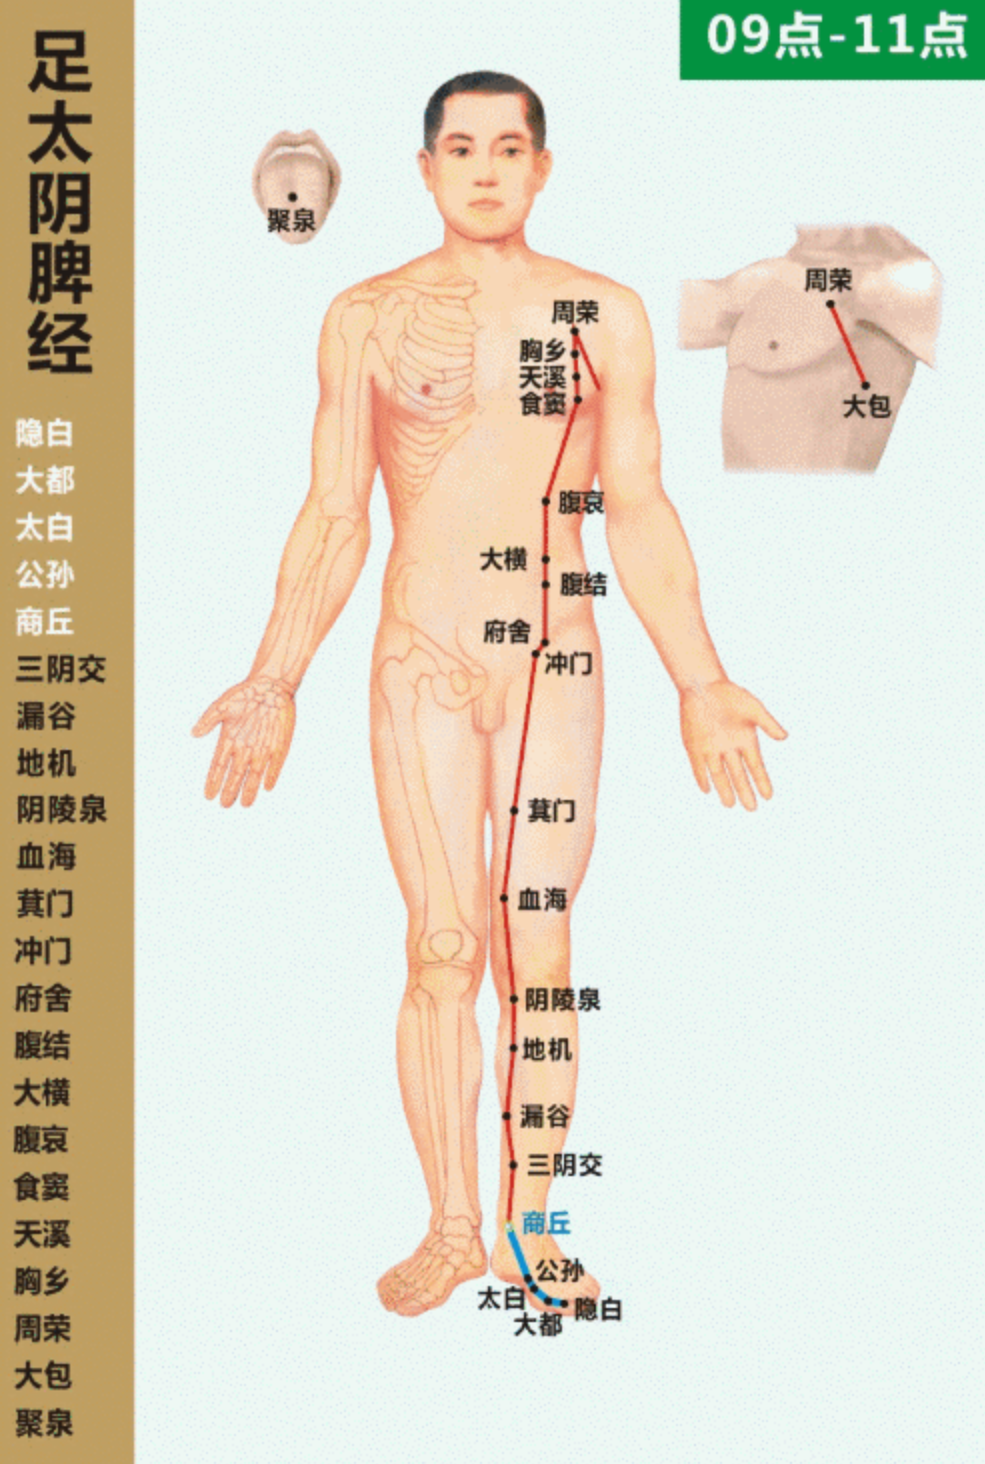 足太阴脾经
隐白
大都
太白
公孙
商丘
三阴交
漏谷
地机
阴陵泉
血海
萁门
冲门
府舍
腹结
大横
腹哀
食窦
天溪
胸乡
周荣
大包
聚泉
09点-11点
聚泉
周荣
胸乡
天溪
食窦
腹哀
大横
腹结
府舍
冲门
萁门
血海
阴陵泉
地机
漏谷
三阴交
商丘
公孙
太白
隐白
大都
周荣
大包